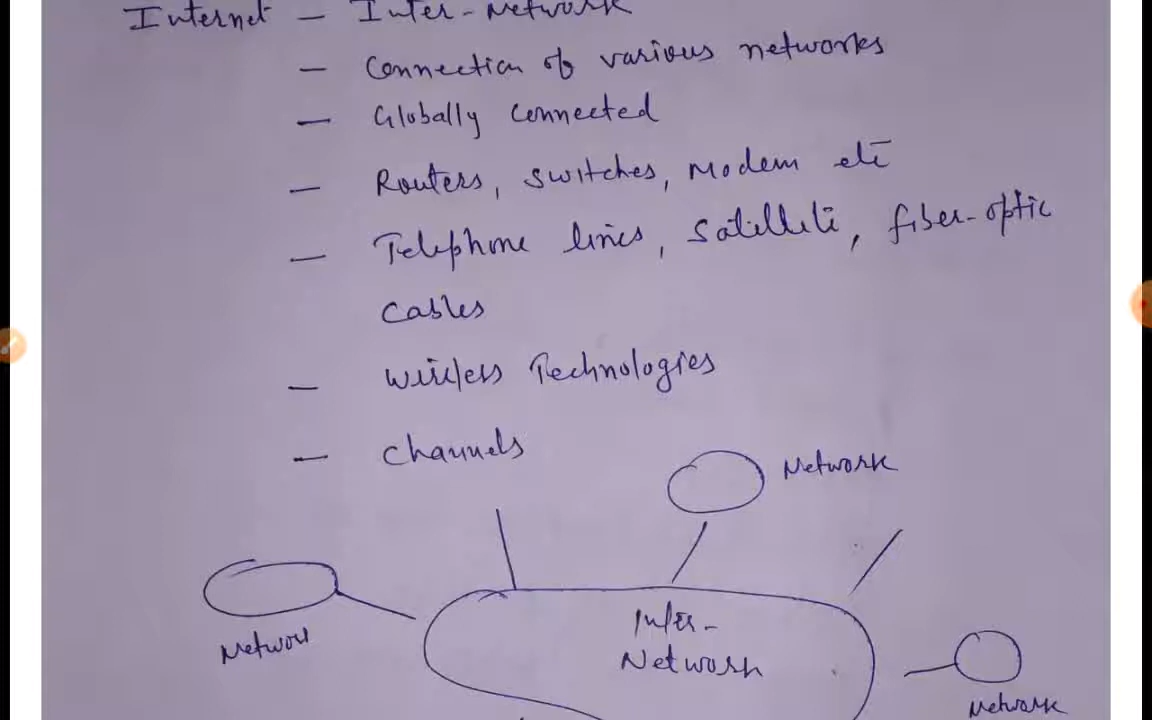 Internet - Inter-Network
- Connection of various networks
- Globally connected
- Routers, switches, Modem etc
- Telephone lines, Satellite, fiber-optic
cables
- Wireless Technologies
- Channels
Network
Inter-
Network
Networ
Network